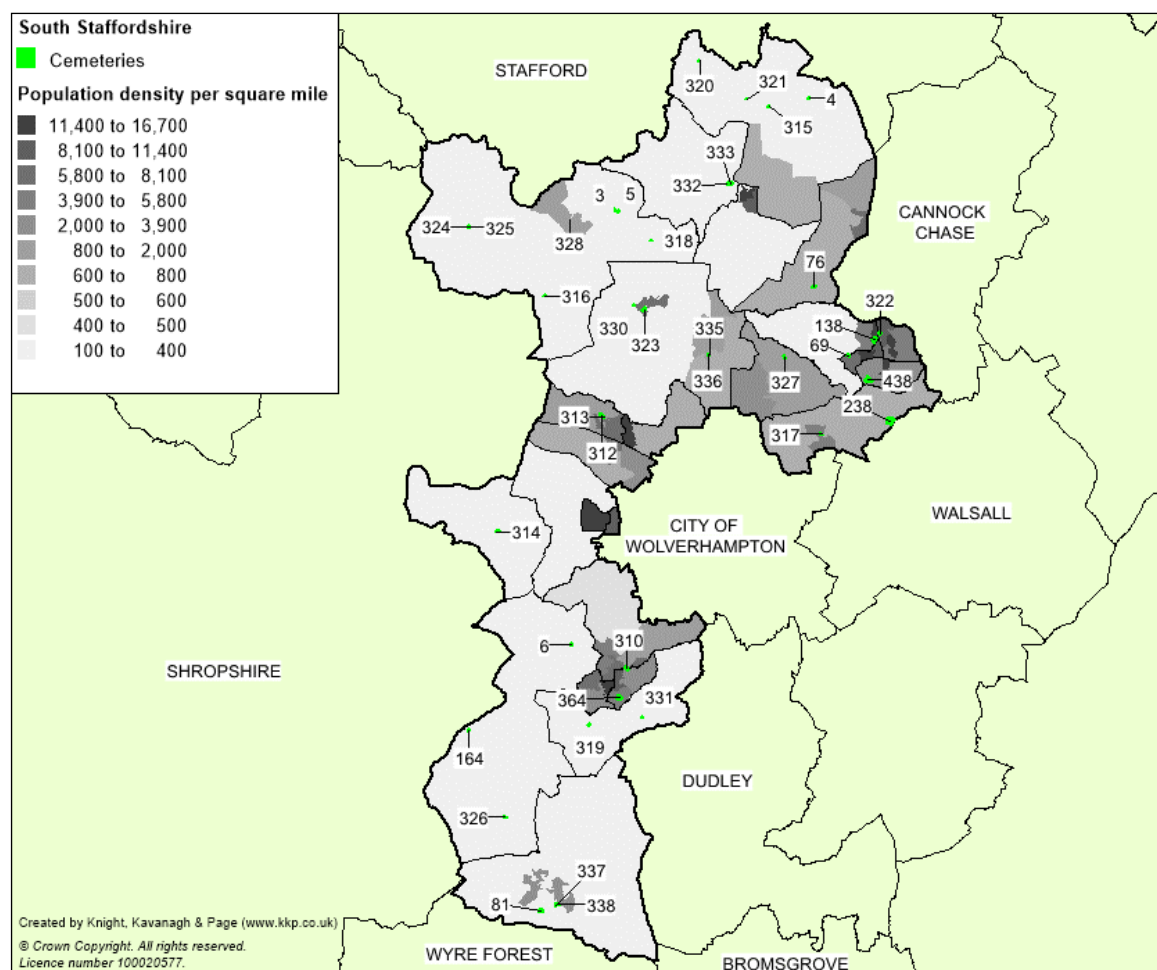 South Staffordshire
Cemeteries
Population density per square mile
11,400 to 16,700
8,100 to 11,400
5,800 to 8,100
3,900 to 5,800
2,000 to 3,900
800 to 2,000
600 to 800
500 to 600
400 to 500
100 to 400
STAFFORD
320
321
4
315
333
332
3
5
CANNOCK
CHASE
324
325
328
318
76
316
322
330
335
138
323
69
336
327
438
238
313
317
312
314
CITY OF
WOLVERHAMPTON
WALSALL
6
310
SHROPSHIRE
364
331
319
164
DUDLEY
326
337
81
338
Created by Knight, Kavanagh & Page (www.kkp.co.uk)
© Crown Copyright. All rights reserved.
Licence number 100020577.
WYRE FOREST
BROMSGROVE